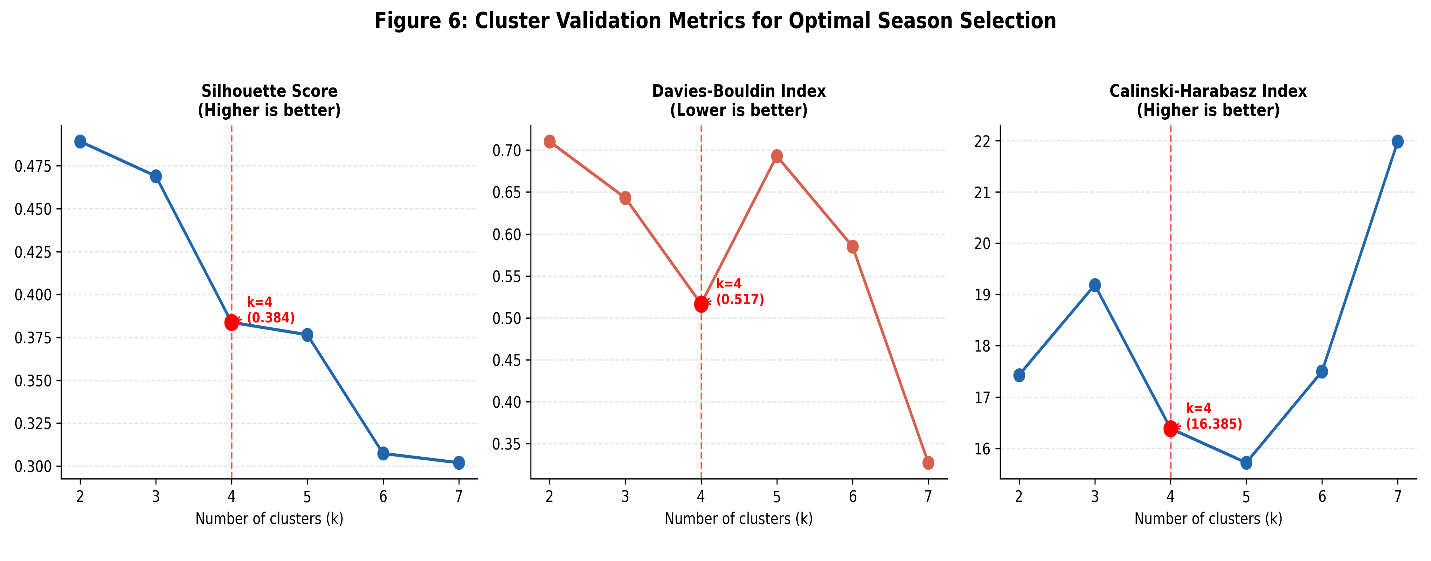 Figure 6: Cluster Validation Metrics for Optimal Season Selection
Silhouette Score
(Higher is better)
0.475
0.450
0.425
0.400
0.375
0.350
0.325
0.300
k=4
(0.384)
2 3 4 5 6 7
Number of clusters (k)
Davies-Bouldin Index
(Lower is better)
0.70
0.65
0.60
0.55
0.50
0.45
0.40
0.35
k=4
(0.517)
2 3 4 5 6 7
Number of clusters (k)
Calinski-Harabasz Index
(Higher is better)
22
21
20
19
18
17
16
k=4
(16.385)
2 3 4 5 6 7
Number of clusters (k)